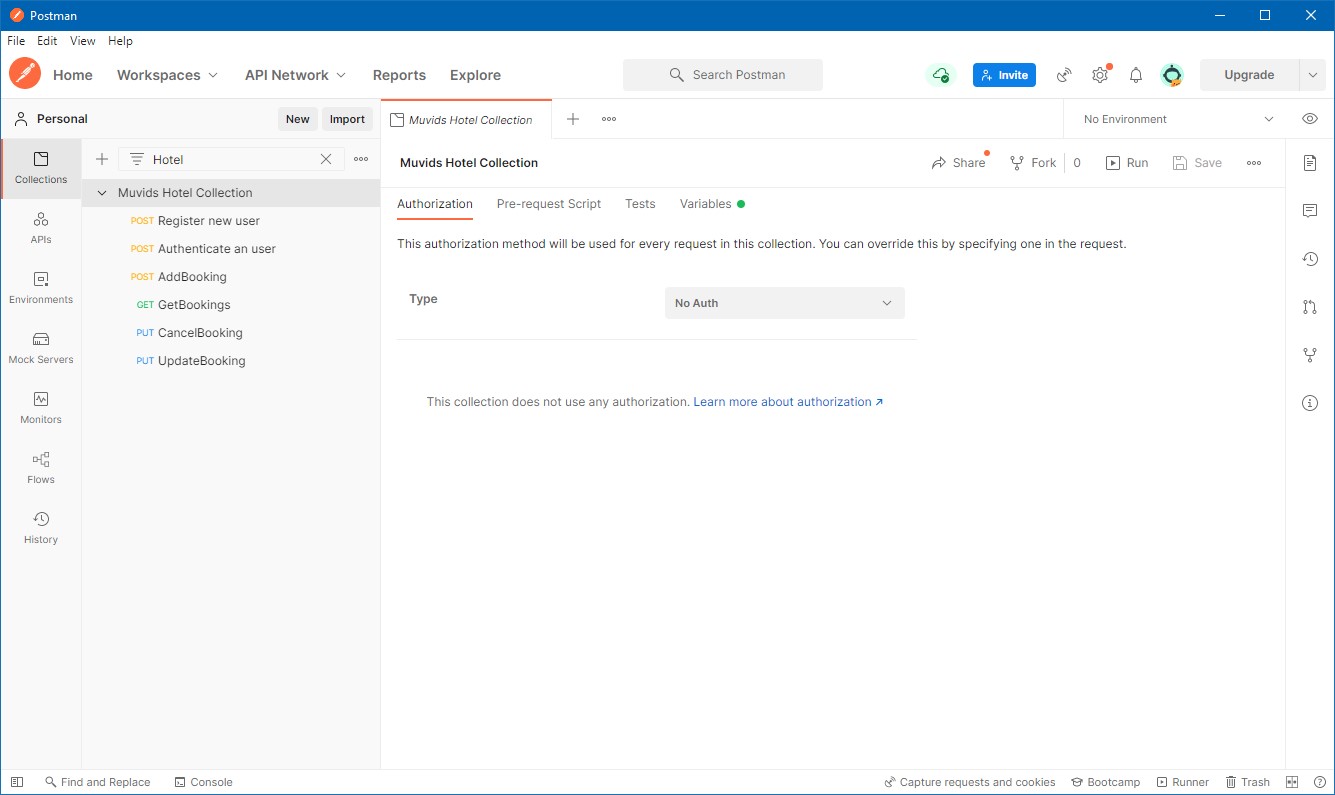 Postman
File Edit View Help
Home Workspaces API Network Reports Explore Search Postman Invite Upgrade
Personal New Import Muvids Hotel Collection No Environment
Hotel
Muvids Hotel Collection Share Fork 0 Run Save
Collections
Muvids Hotel Collection
Authorization Pre-request Script Tests Variables
POST Register new user
APIs
POST Authenticate an user
This authorization method will be used for every request in this collection. You can override this by specifying one in the request.
POST AddBooking
Environments
GET GetBookings
Type No Auth
PUT CancelBooking
Mock Servers
PUT UpdateBooking
This collection does not use any authorization. Learn more about authorization
Monitors
Flows
History
Find and Replace Console Capture requests and cookies Bootcamp Runner Trash